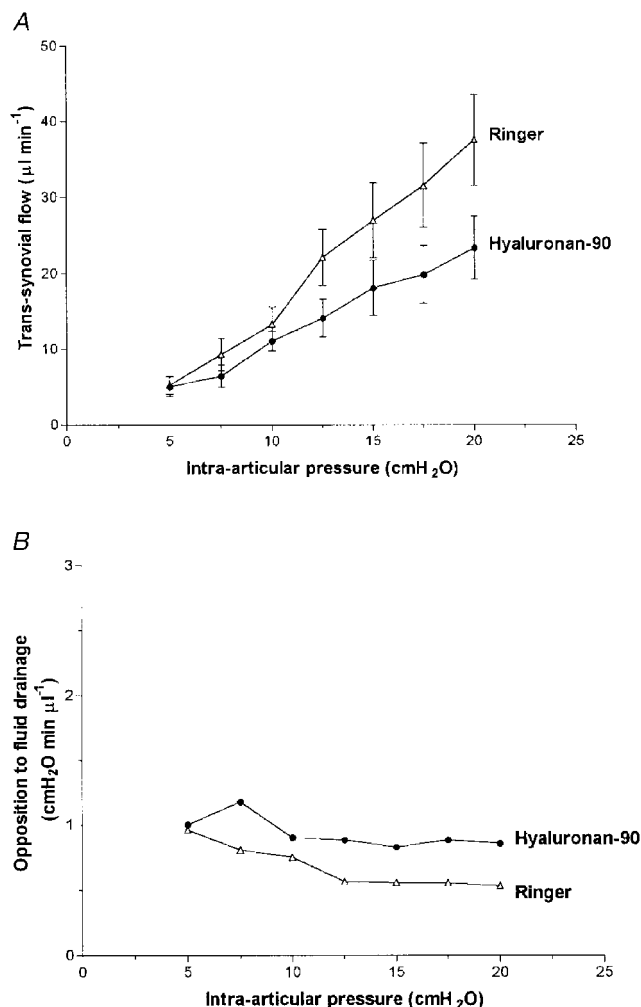 A
50
40
30
20
10
0
Trans-synovial flow (µl min⁻¹)
Ringer
Hyaluronan-90
0 5 10 15 20 25
Intra-articular pressure (cmH₂O)
B
3
2
1
0
Opposition to fluid drainage
(cmH₂O min µl⁻¹)
Hyaluronan-90
Ringer
0 5 10 15 20 25
Intra-articular pressure (cmH₂O)